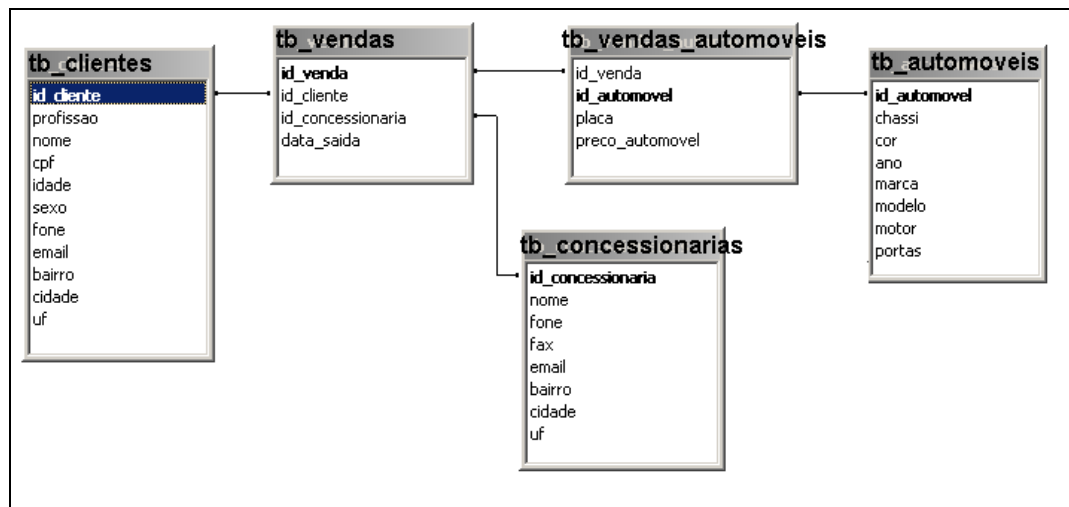 tb_clientes
id_cliente
profissao
nome
cpf
idade
sexo
fone
email
bairro
cidade
uf
tb_vendas
id_venda
id_cliente
id_concessionaria
data_saida
tb_vendas_automoveis
id_venda
id_automovel
placa
preco_automovel
tb_automoveis
id_automovel
chassi
cor
ano
marca
modelo
motor
portas
tb_concessionarias
id_concessionaria
nome
fone
fax
email
bairro
cidade
uf